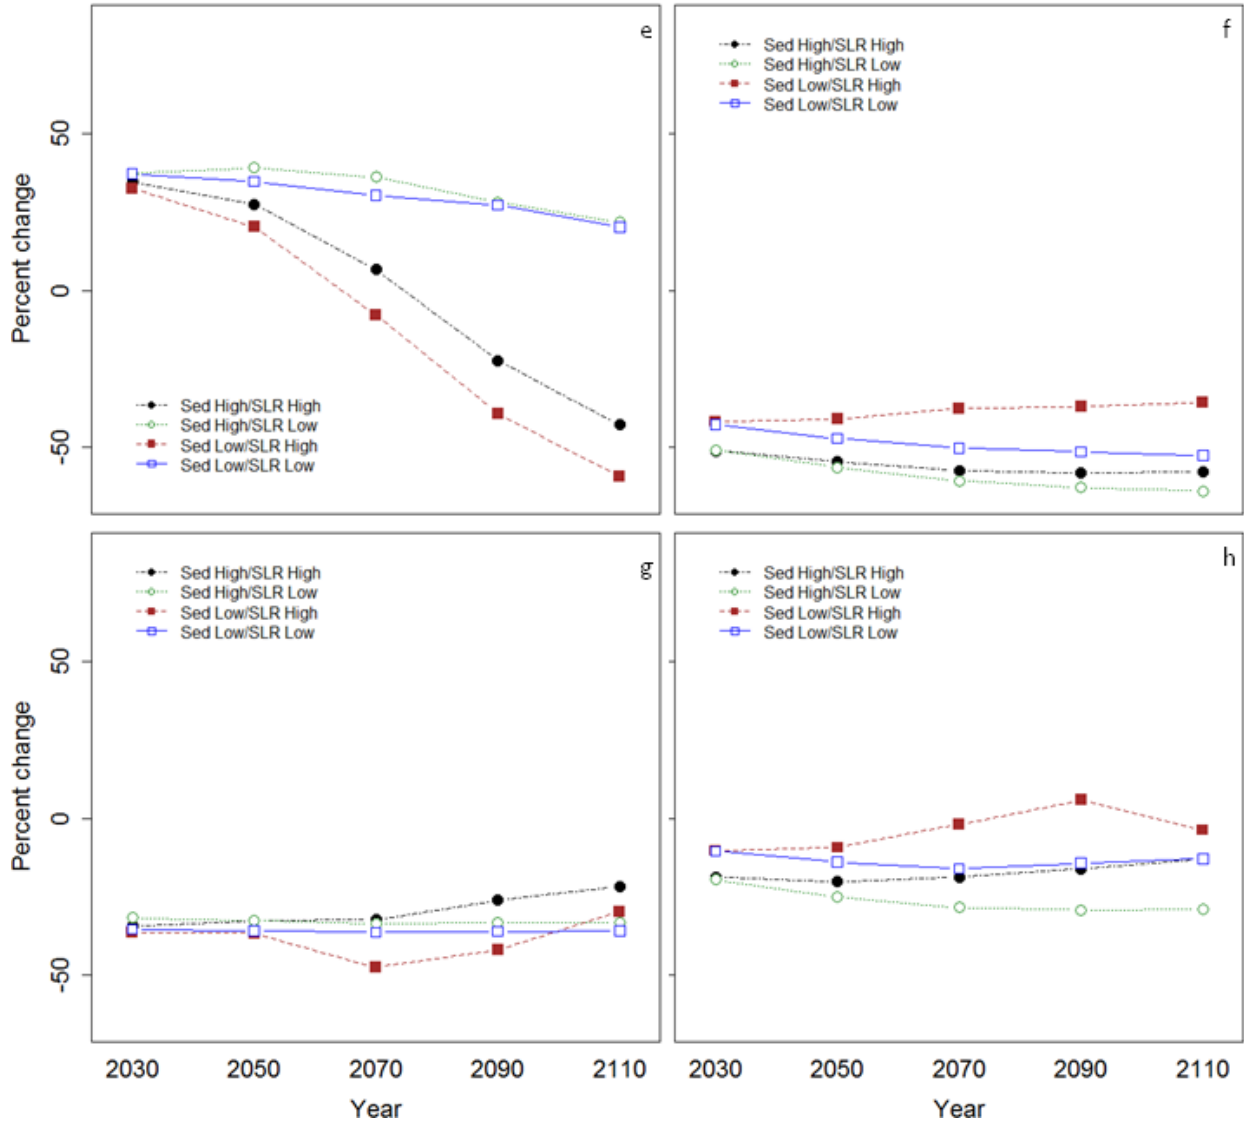 e
Percent change
50
0
-50
Sed High/SLR High
Sed High/SLR Low
Sed Low/SLR High
Sed Low/SLR Low
f
Sed High/SLR High
Sed High/SLR Low
Sed Low/SLR High
Sed Low/SLR Low
g
Percent change
50
0
-50
Sed High/SLR High
Sed High/SLR Low
Sed Low/SLR High
Sed Low/SLR Low
2030 2050 2070 2090 2110
Year
h
Sed High/SLR High
Sed High/SLR Low
Sed Low/SLR High
Sed Low/SLR Low
2030 2050 2070 2090 2110
Year